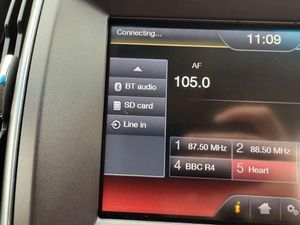 Connecting...
11:09
AF
105.0
BT audio
SD card
Line in
1 87.50 MHz
2 88.50 MHz
4 BBC R4
5 Heart